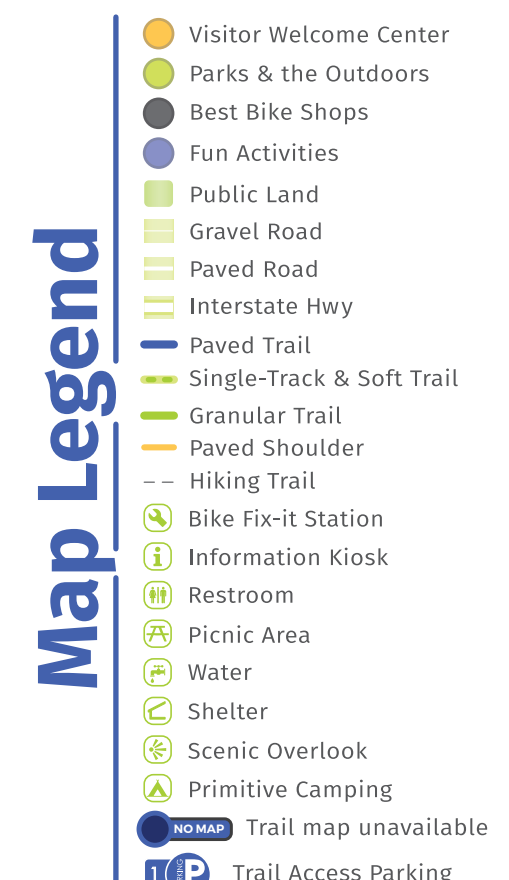 Map Legend
Visitor Welcome Center
Parks & the Outdoors
Best Bike Shops
Fun Activities
Public Land
Gravel Road
Paved Road
Interstate Hwy
Paved Trail
Single-Track & Soft Trail
Granular Trail
Paved Shoulder
Hiking Trail
Bike Fix-it Station
i Information Kiosk
Restroom
Picnic Area
Water
Shelter
Scenic Overlook
Primitive Camping
NO MAP Trail map unavailable
1 P Trail Access Parking